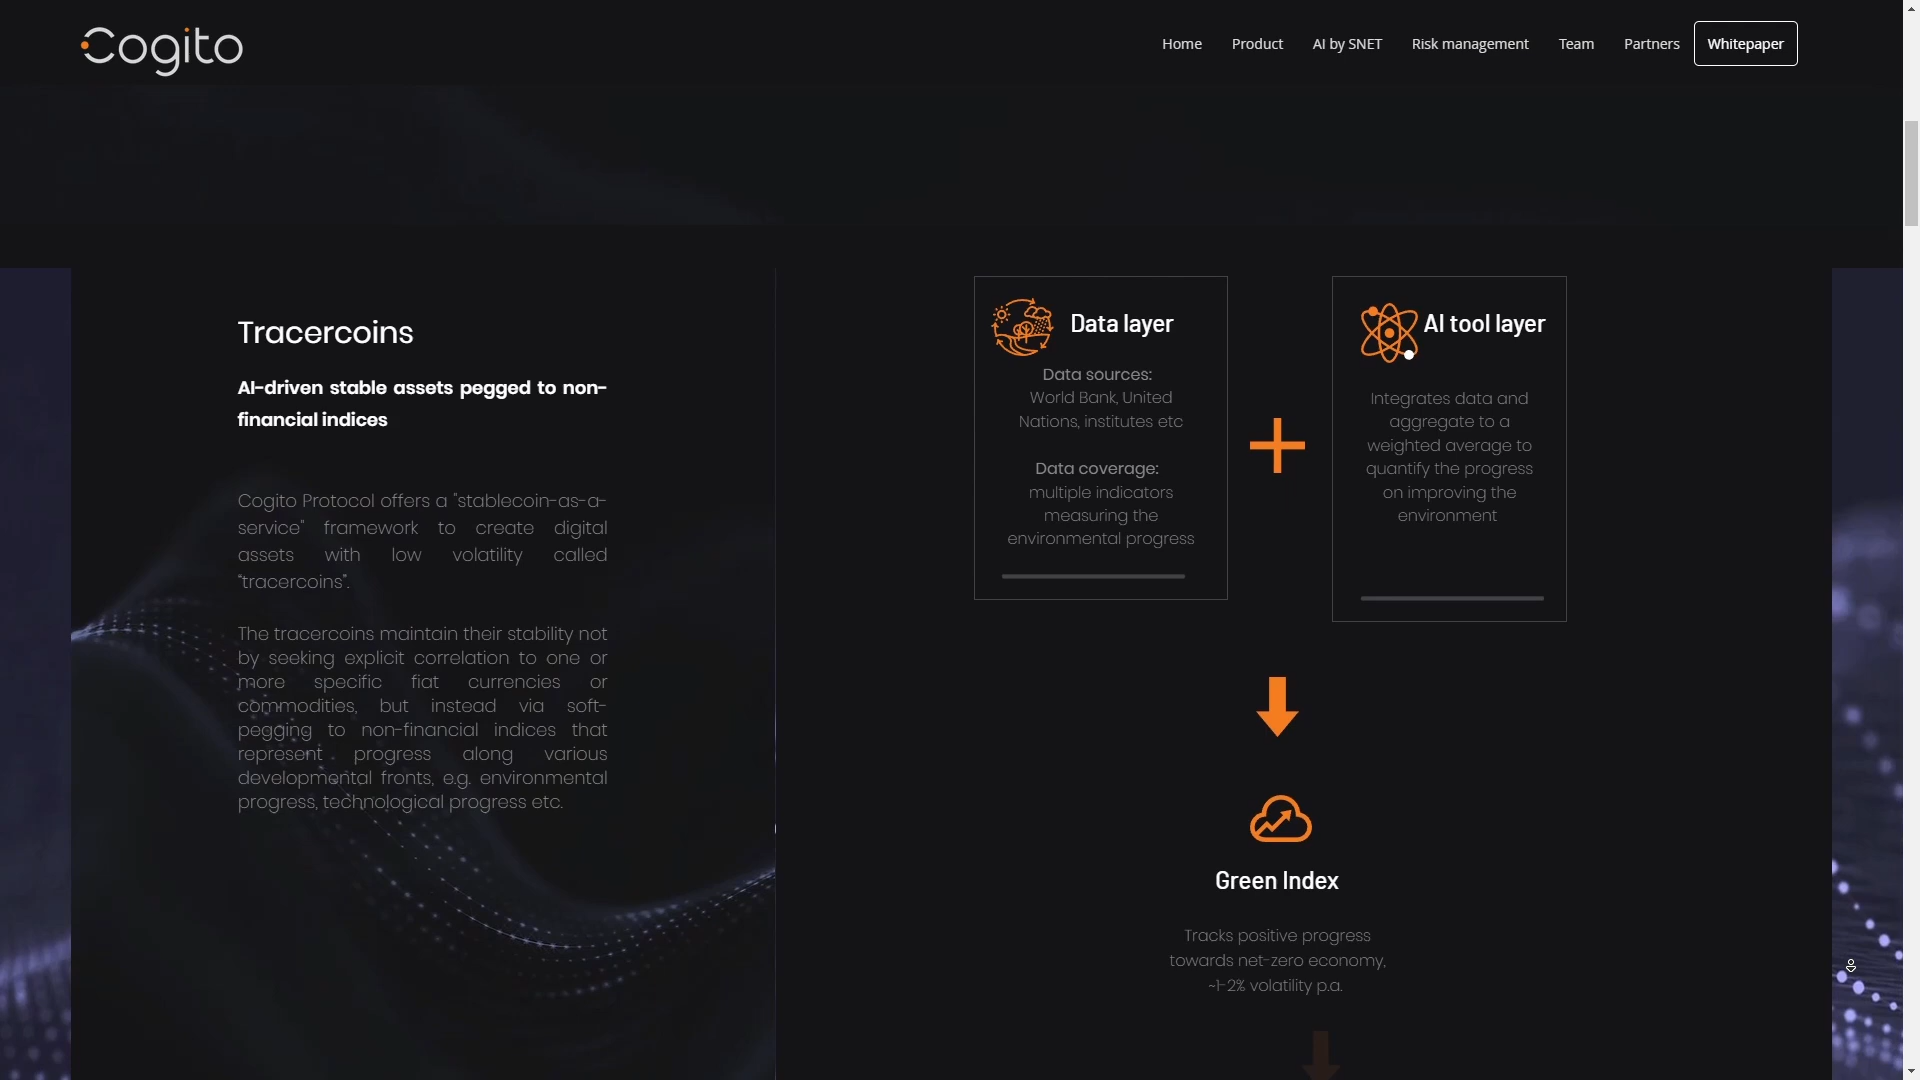 Cogito
Home Product AI by SNET Risk management Team Partners Whitepaper
Tracercoins
AI-driven stable assets pegged to non-
financial indices
Cogito Protocol offers a "stablecoin-as-a-
service" framework to create digital
assets with low volatility called
"tracercoins".
The tracercoins maintain their stability not
by seeking explicit correlation to one or
more specific fiat currencies or
commodities, but instead via soft-
pegging to non-financial indices that
represent progress along various
developmental fronts, e.g. environmental
progress, technological progress etc.
Data layer
Data sources:
World Bank, United
Nations, institutes etc
Data coverage:
multiple indicators
measuring the
environmental progress
AI tool layer
Integrates data and
aggregate to a
weighted average to
quantify the progress
on improving the
environment
Green Index
Tracks positive progress
towards net-zero economy,
~1-2% volatility p.a.